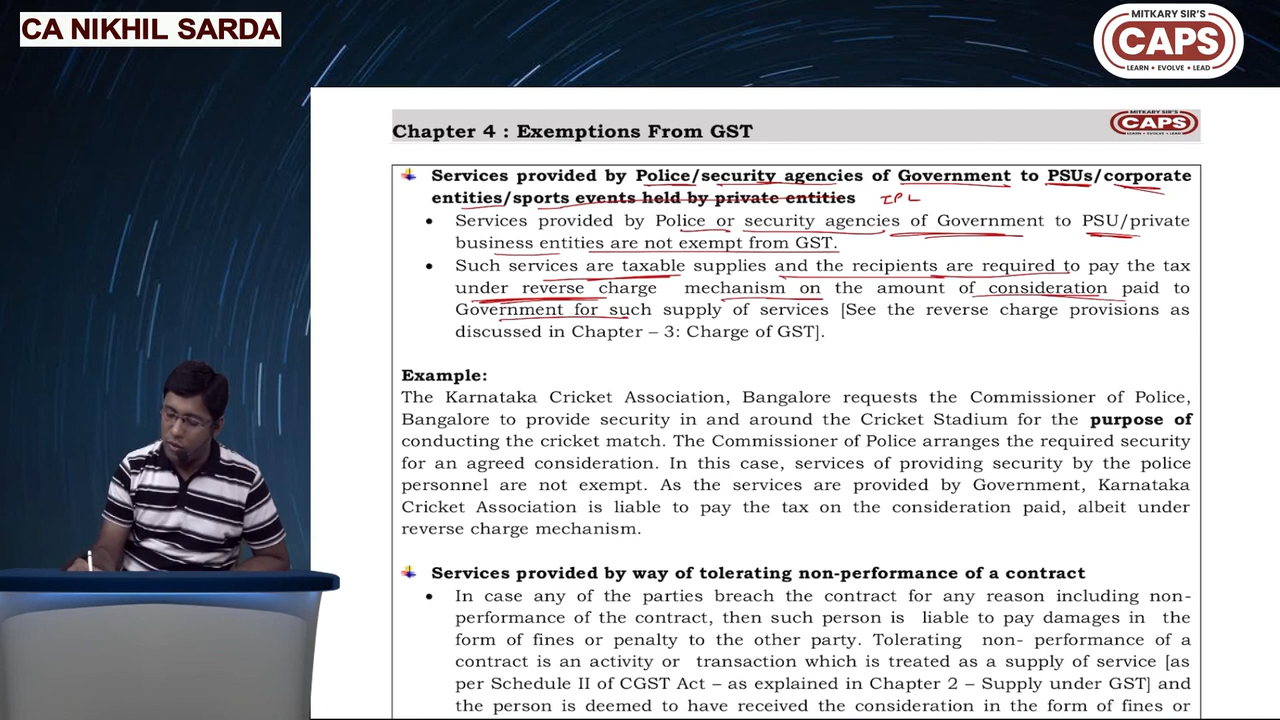 CA NIKHIL SARDA
MITKARY SIR'S
CAPS
LEARN • EVOLVE • LEAD
Chapter 4 : Exemptions From GST
MITKARY SIR'S
CAPS
LEARN • EVOLVE • LEAD
Services provided by Police/security agencies of Government to PSUs/corporate
entities/sports events held by private entities IPL
• Services provided by Police or security agencies of Government to PSU/private
business entities are not exempt from GST.
• Such services are taxable supplies and the recipients are required to pay the tax
under reverse charge mechanism on the amount of consideration paid to
Government for such supply of services [See the reverse charge provisions as
discussed in Chapter – 3: Charge of GST].
Example:
The Karnataka Cricket Association, Bangalore requests the Commissioner of Police,
Bangalore to provide security in and around the Cricket Stadium for the purpose of
conducting the cricket match. The Commissioner of Police arranges the required security
for an agreed consideration. In this case, services of providing security by the police
personnel are not exempt. As the services are provided by Government, Karnataka
Cricket Association is liable to pay the tax on the consideration paid, albeit under
reverse charge mechanism.
Services provided by way of tolerating non-performance of a contract
• In case any of the parties breach the contract for any reason including non-
performance of the contract, then such person is liable to pay damages in the
form of fines or penalty to the other party. Tolerating non- performance of a
contract is an activity or transaction which is treated as a supply of service [as
per Schedule II of CGST Act – as explained in Chapter 2 – Supply under GST] and
the person is deemed to have received the consideration in the form of fines or